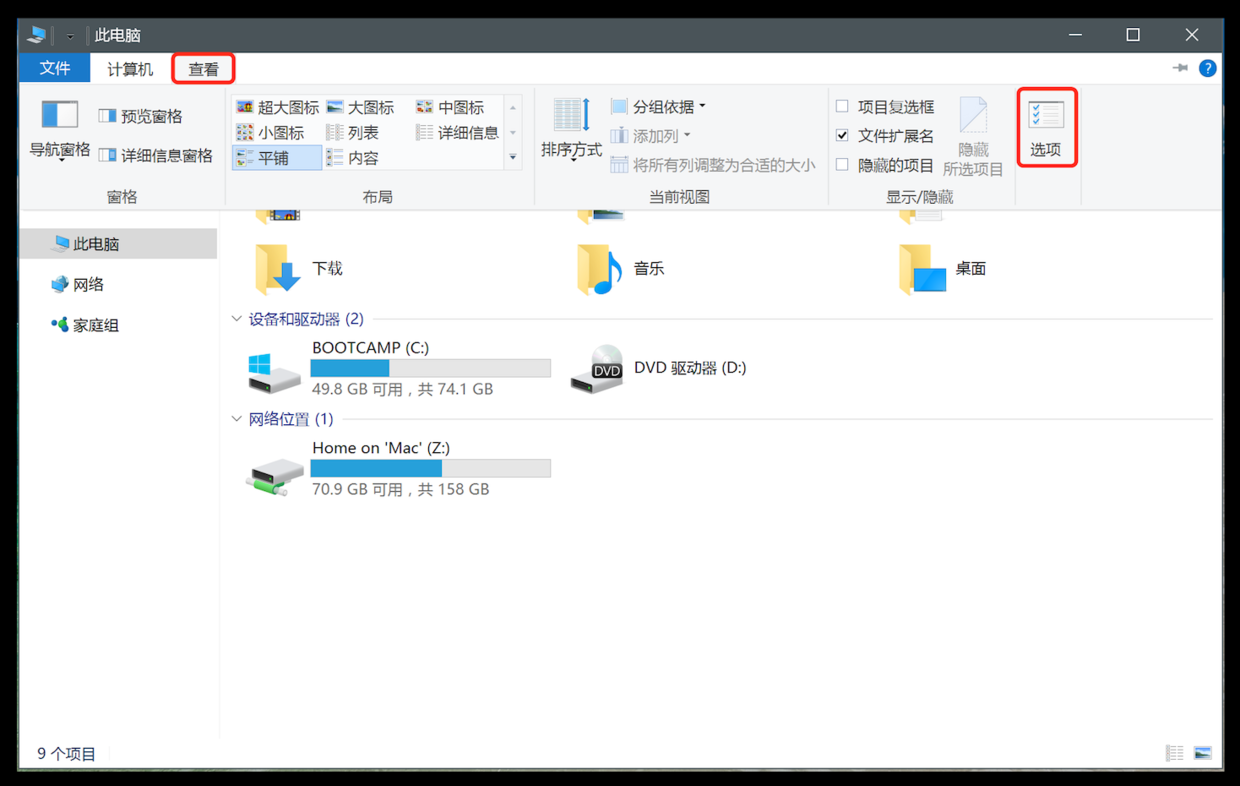 此电脑
文件
计算机
查看
导航窗格
预览窗格
详细信息窗格
窗格
超大图标
大图标
中图标
小图标
列表
详细信息
平铺
内容
布局
排序方式
分组依据
添加列
将所有列调整为合适的大小
当前视图
项目复选框
文件扩展名
隐藏的项目
隐藏
所选项目
显示/隐藏
选项
此电脑
网络
家庭组
下载
音乐
桌面
设备和驱动器 (2)
BOOTCAMP (C:)
49.8 GB 可用，共 74.1 GB
DVD
DVD 驱动器 (D:)
网络位置 (1)
Home on 'Mac' (Z:)
70.9 GB 可用，共 158 GB
9 个项目